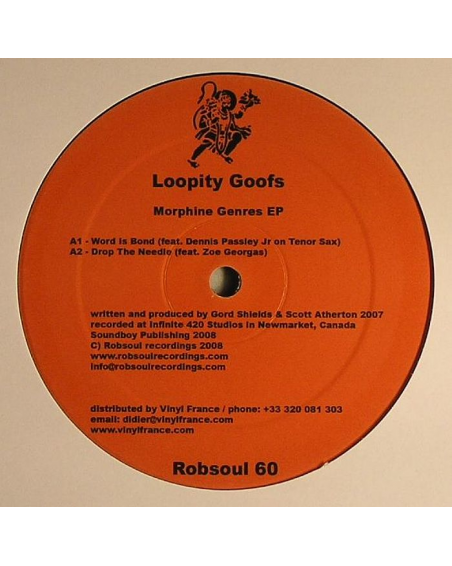 Loopity Goofs
Morphine Genres EP
A1 - Word Is Bond (feat. Dennis Passley Jr on Tenor Sax)
A2 - Drop The Needle (feat. Zoe Georgas)
written and produced by Gord Shields & Scott Atherton 2007
recorded at Infinite 420 Studios in Newmarket, Canada
Soundboy Publishing 2008
C) Robsoul recordings 2008
www.robsoulrecordings.com
info@robsoulrecordings.com
distributed by Vinyl France / phone: +33 320 081 303
email: didier@vinylfrance.com
www.vinylfrance.com
Robsoul 60